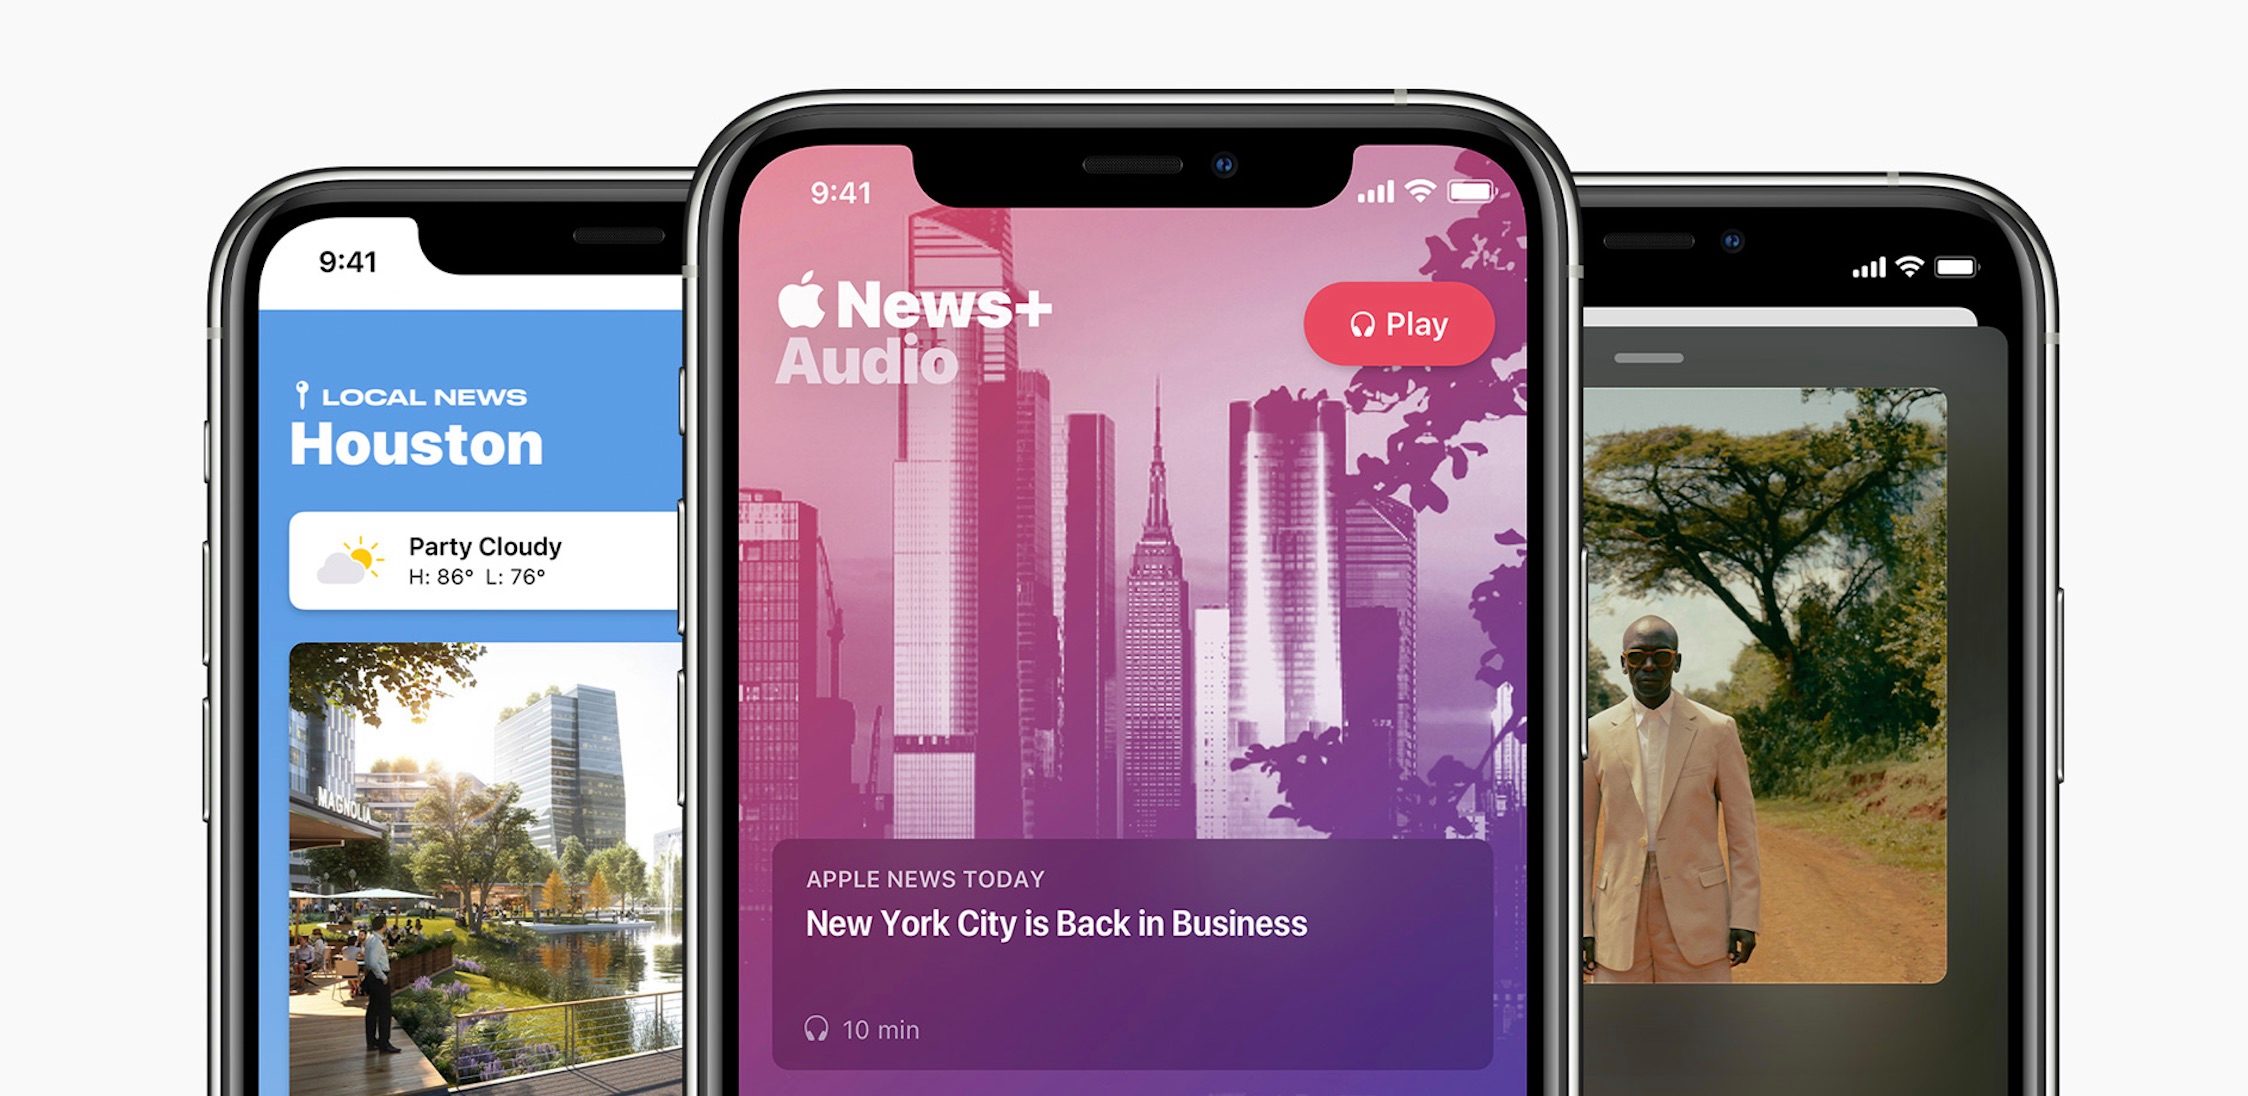 9:41
LOCAL NEWS
Houston
Party Cloudy
H: 86° L: 76°
MAGNOLIA
9:41
News+
Audio
Play
APPLE NEWS TODAY
New York City is Back in Business
10 min